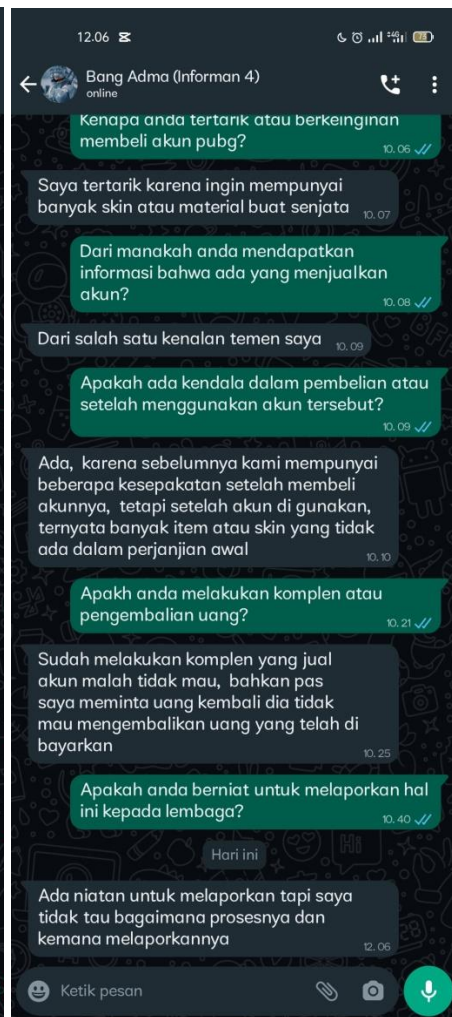 12.06
4G
75
Bang Adma (Informan 4)
online
Kenapa anda tertarik atau berkeinginan
membeli akun pubg?
10.06
Saya tertarik karena ingin mempunyai
banyak skin atau material buat senjata
10.07
Dari manakah anda mendapatkan
informasi bahwa ada yang menjualkan
akun?
10.08
Dari salah satu kenalan temen saya
10.09
Apakah ada kendala dalam pembelian atau
setelah menggunakan akun tersebut?
10.09
Ada, karena sebelumnya kami mempunyai
beberapa kesepakatan setelah membeli
akunnya, tetapi setelah akun di gunakan,
ternyata banyak item atau skin yang tidak
ada dalam perjanjian awal
10.10
Apakh anda melakukan komplen atau
pengembalian uang?
10.21
Sudah melakukan komplen yang jual
akun malah tidak mau, bahkan pas
saya meminta uang kembali dia tidak
mau mengembalikan uang yang telah di
bayarkan
10.25
Apakah anda berniat untuk melaporkan hal
ini kepada lembaga?
10.40
Hari ini
Ada niatan untuk melaporkan tapi saya
tidak tau bagaimana prosesnya dan
kemana melaporkannya
12.06
Ketik pesan